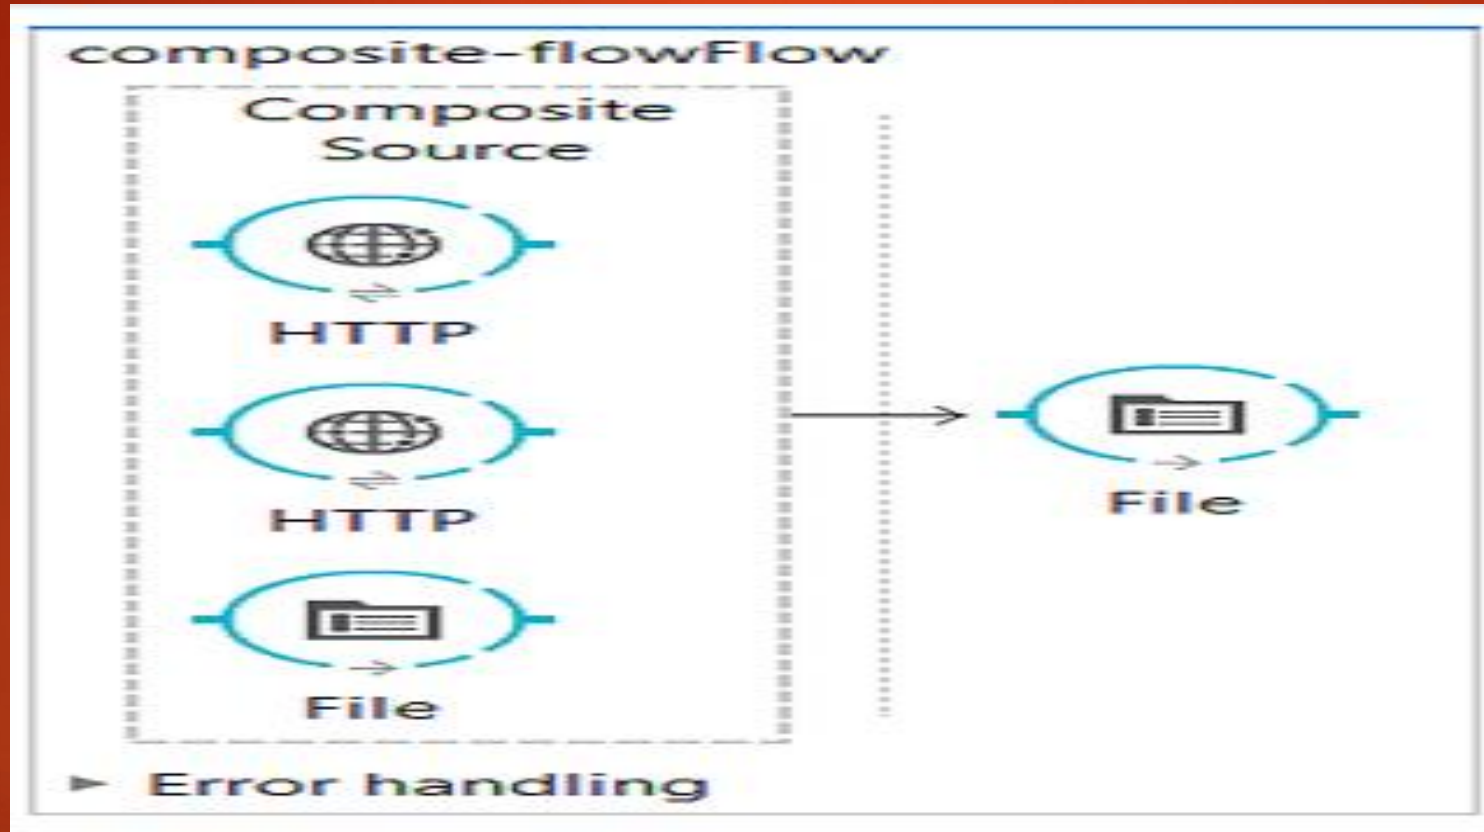 composite-flowFlow
Composite
Source
HTTP
HTTP
File
File
Error handling